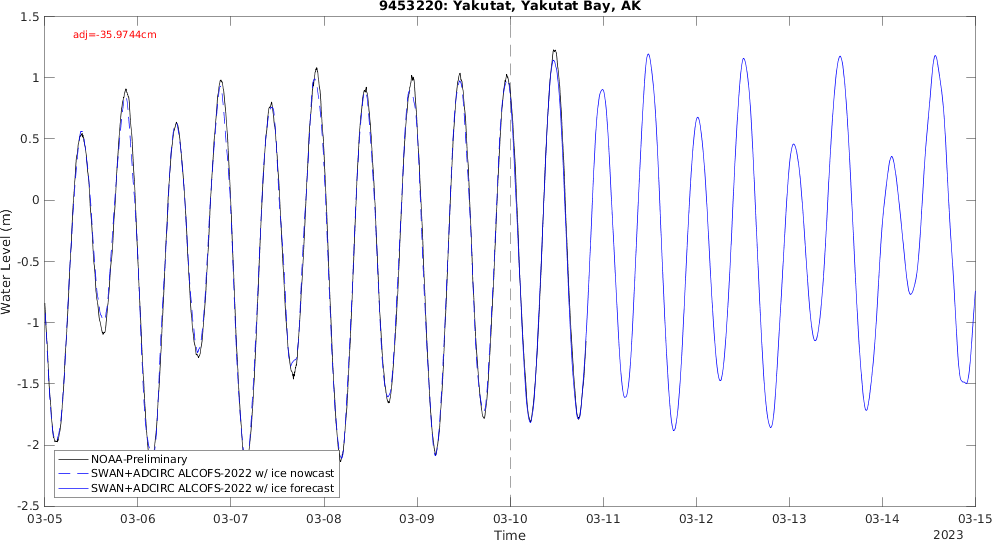 9453220: Yakutat, Yakutat Bay, AK
adj=-35.9744cm
1.5
1
0.5
0
-0.5
-1
-1.5
-2
-2.5
Water Level (m)
NOAA-Preliminary
SWAN+ADCIRC ALCOFS-2022 w/ ice nowcast
SWAN+ADCIRC ALCOFS-2022 w/ ice forecast
03-05 03-06 03-07 03-08 03-09 03-10 03-11 03-12 03-13 03-14 03-15
Time
2023